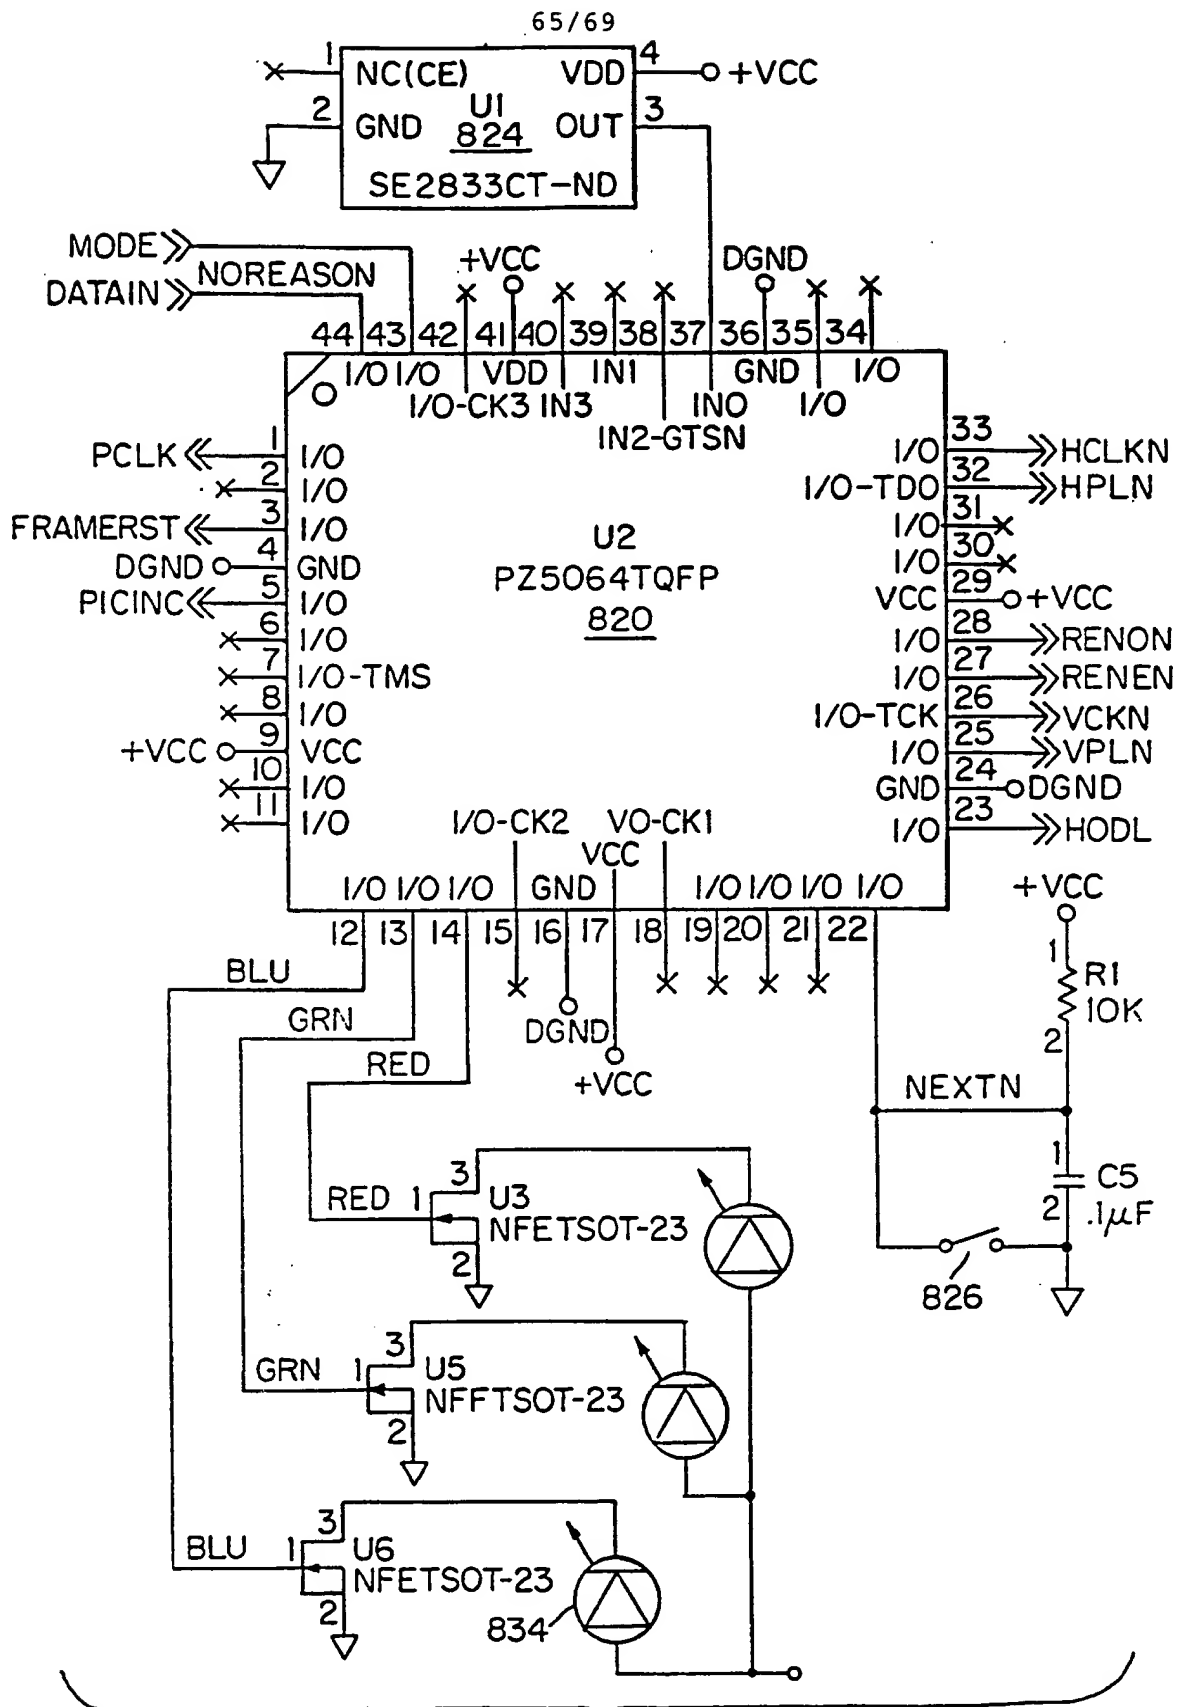 65/69
1 NC(CE) VDD 4 +VCC
U1
2 GND 824 OUT 3
SE2833CT-ND
MODE
NOREASON
DATAIN
+VCC
DGND
44 43 42 41 40 39 38 37 36 35 34
I/O I/O VDD IN1 GND I/O
I/O-CK3 IN3 IN0 I/O
IN2-GTSN
PCLK 1 I/O
2 I/O
FRAMERST 3 I/O
DGND 4 GND
PICINC 5 I/O
6 I/O
7 I/O-TMS
8 I/O
+VCC 9 VCC
10 I/O
11 I/O
U2
PZ5064TQFP
820
I/O 33 HCLKN
I/O-TDO 32 HPLN
I/O 31
I/O 30
VCC 29 +VCC
I/O 28 RENON
I/O 27 RENEN
I/O-TCK 26 VCKN
I/O 25 VPLN
GND 24 DGND
I/O 23 HODL
I/O-CK2 VO-CK1
VCC
I/O I/O I/O GND I/O I/O I/O I/O
12 13 14 15 16 17 18 19 20 21 22
BLU
GRN
RED
DGND
+VCC
+VCC
1
R1
10K
2
NEXTN
1
C5
2
.1µF
826
RED 1 3 U3
NFETSOT-23
2
GRN 1 3 U5
NFFTSOT-23
2
BLU 1 3 U6
NFETSOT-23
2
834